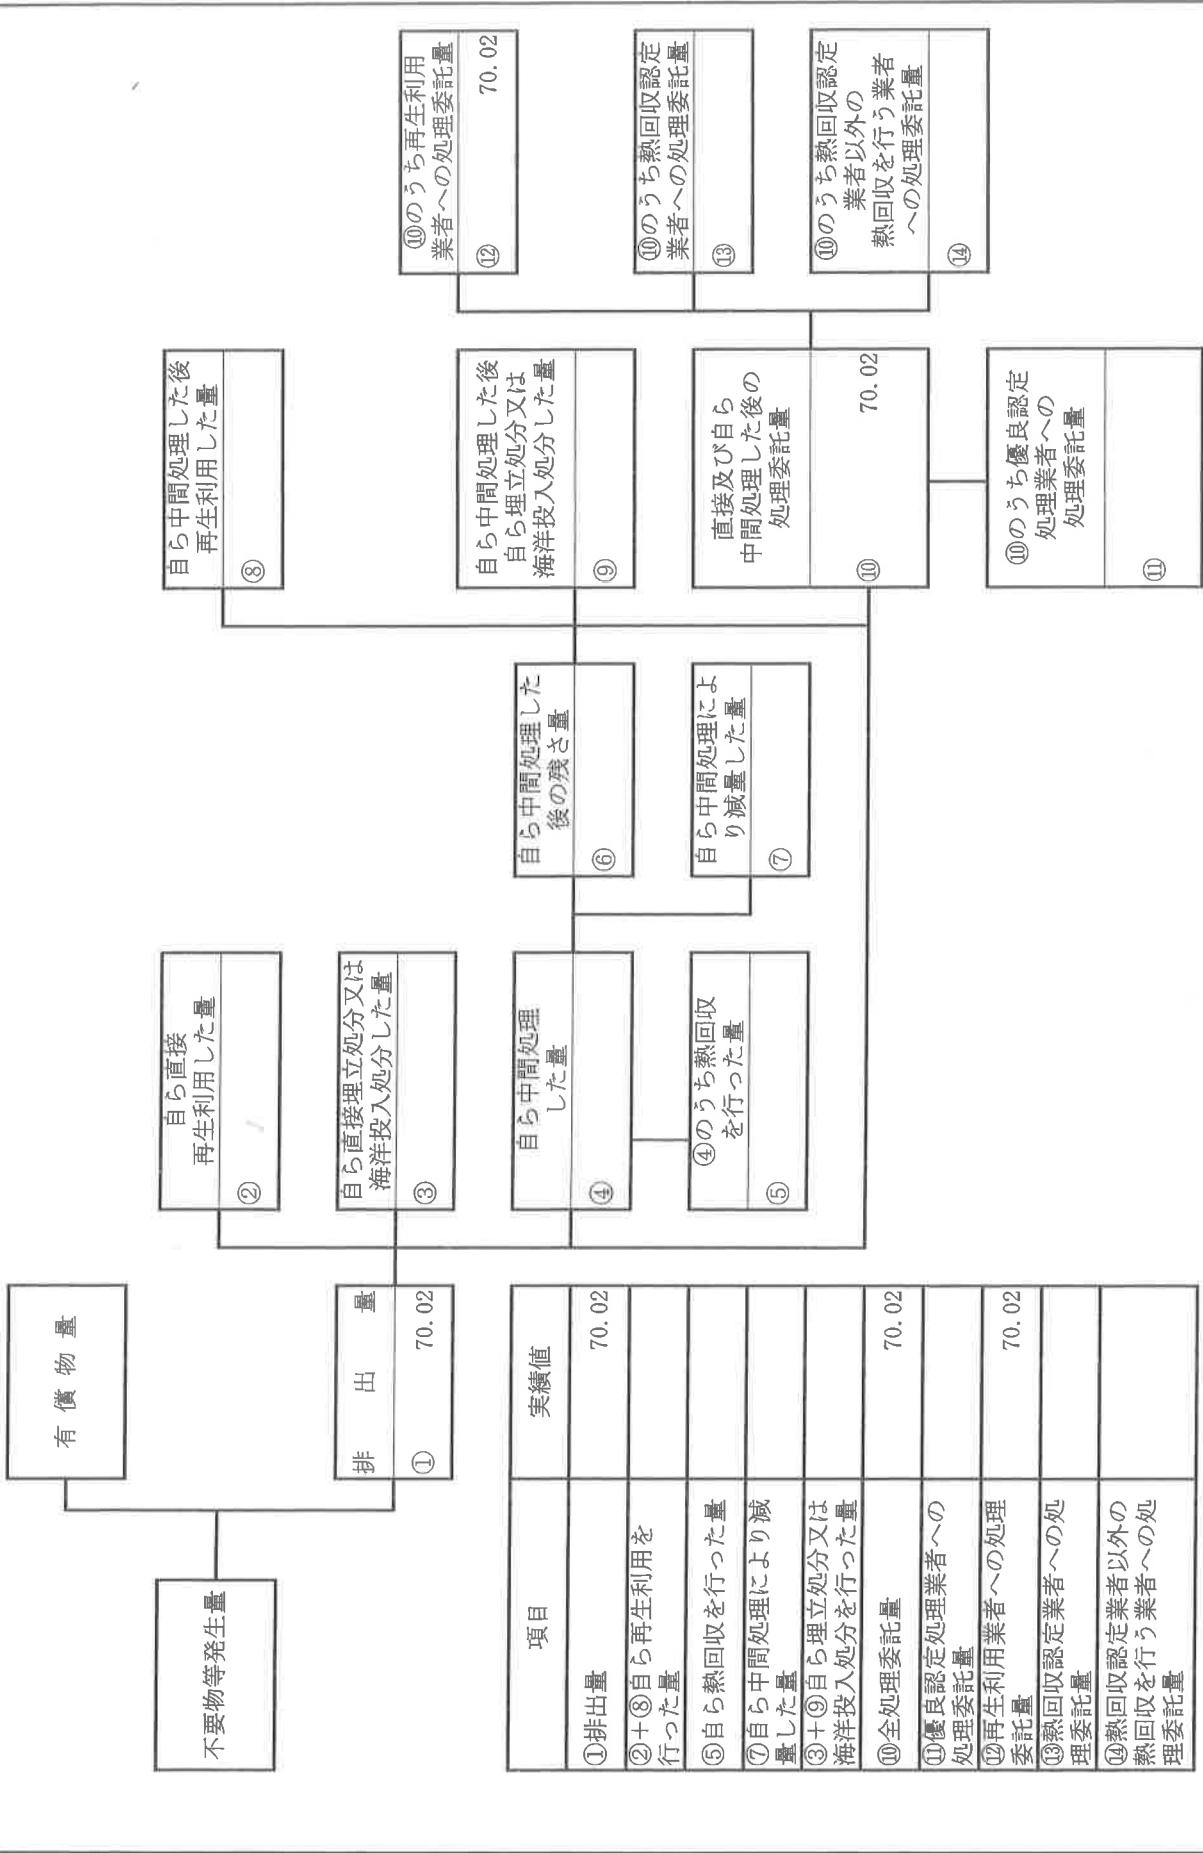 不要物等発生量
有償物量
排出量
① 70.02
自ら直接
再生利用した量
②
自ら直接埋立処分又は
海洋投入処分した量
③
自ら中間処理
した量
④
④のうち熱回収
を行った量
⑤
自ら中間処理した
後の残さ量
⑥
自ら中間処理によ
り減量した量
⑦
自ら中間処理した後
再生利用した量
⑧
自ら中間処理した後
自ら埋立処分又は
海洋投入処分した量
⑨
直接及び自ら
中間処理した後の
処理委託量
⑩ 70.02
⑩のうち優良認定
処理業者への
処理委託量
⑪
⑩のうち再生利用
業者への処理委託量
⑫ 70.02
⑩のうち熱回収認定
業者への処理委託量
⑬
⑩のうち熱回収認定
業者以外の
熱回収を行う業者
への処理委託量
⑭
項目 実績値
①排出量 70.02
②+⑧自ら再生利用を
行った量
⑤自ら熱回収を行った量
⑦自ら中間処理により減
量した量
③+⑨自ら埋立処分又は
海洋投入処分を行った量
⑩全処理委託量 70.02
⑪優良認定処理業者への
処理委託量
⑫再生利用業者への処理
委託量 70.02
⑬熱回収認定業者への処
理委託量
⑭熱回収認定業者以外の
熱回収を行う業者への処
理委託量